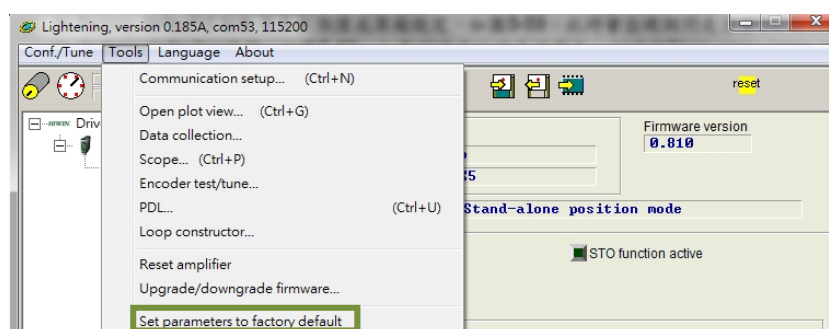 Lightening, version 0.185A, com53, 115200
Conf./Tune Tools Language About
Communication setup... (Ctrl+N)
reset
Open plot view... (Ctrl+G)
HIWIN Driv
Firmware version
Data collection...
0.810
Scope... (Ctrl+P)
Encoder test/tune...
PDL... (Ctrl+U)
Stand-alone position mode
Loop constructor...
STO function active
Reset amplifier
Upgrade/downgrade firmware...
Set parameters to factory default